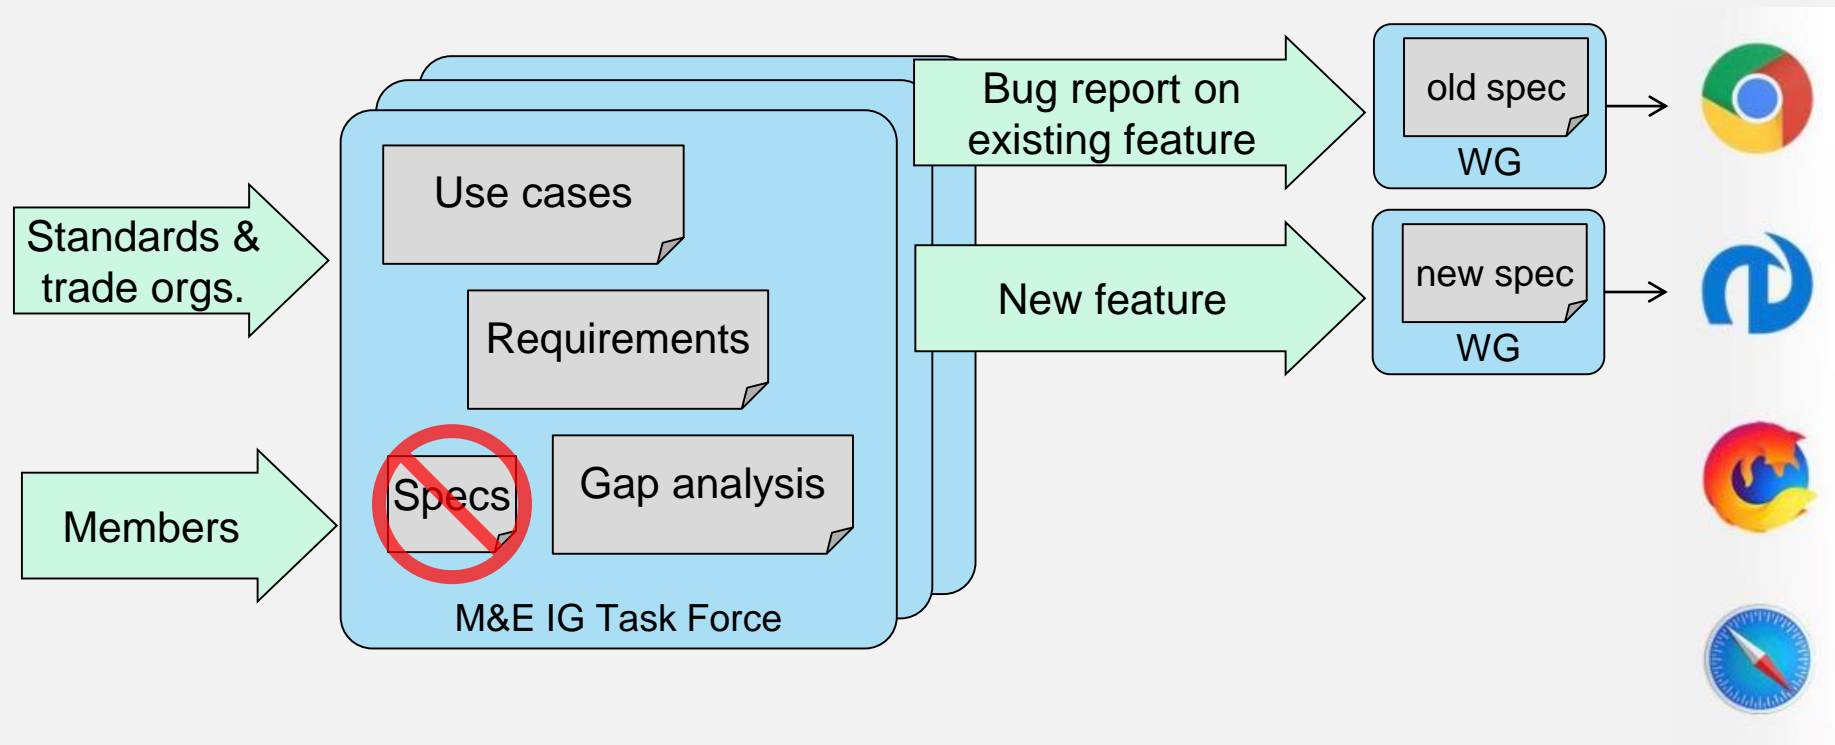 Standards &
trade orgs.
Members
Use cases
Requirements
Specs
Gap analysis
M&E IG Task Force
Bug report on
existing feature
New feature
old spec
WG
new spec
WG